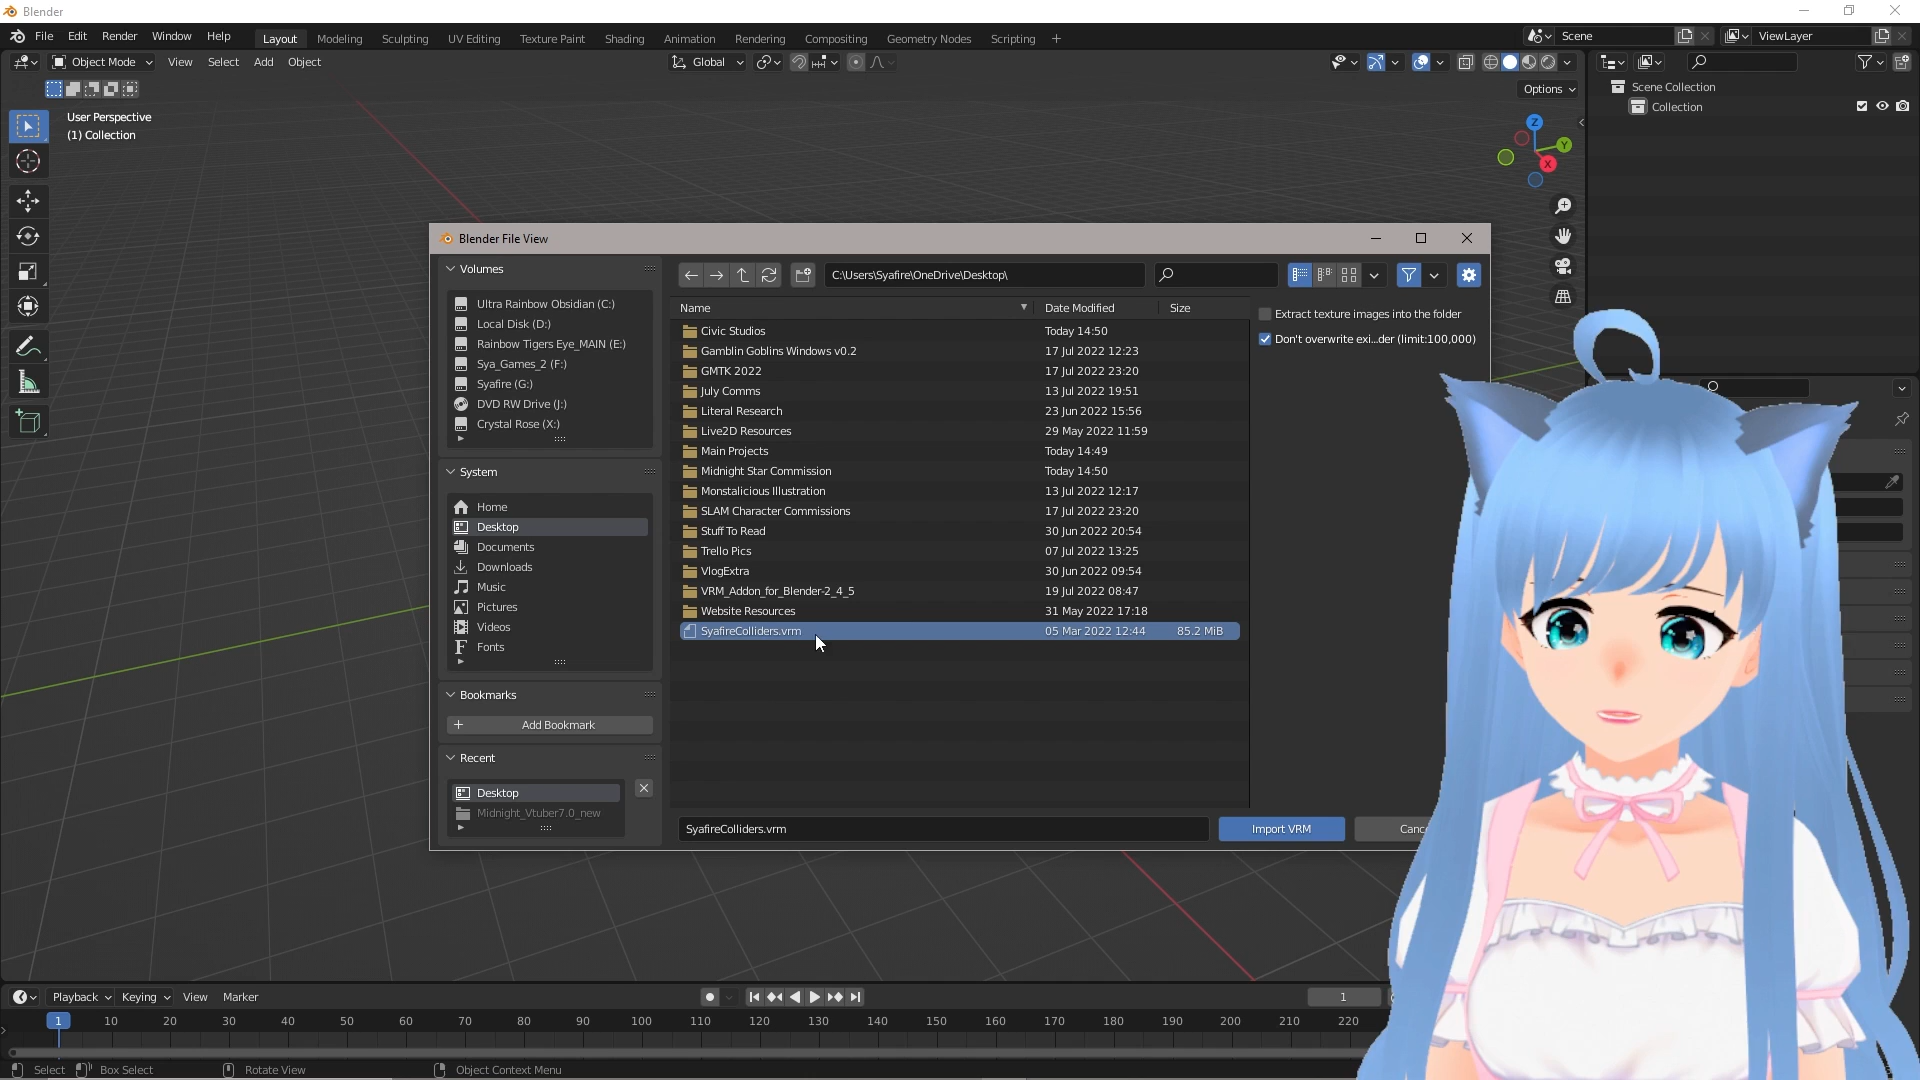 Blender
File Edit Render Window Help Layout Modeling Sculpting UV Editing Texture Paint Shading Animation Rendering Compositing Geometry Nodes Scripting + Scene ViewLayer
Object Mode View Select Add Object Global
Options
User Perspective
(1) Collection
Z
Y
X
Scene Collection
Collection
Blender File View
Volumes
Ultra Rainbow Obsidian (C:)
Local Disk (D:)
Rainbow Tigers Eye_MAIN (E:)
Sya_Games_2 (F:)
Syafire (G:)
DVD RW Drive (J:)
Crystal Rose (X:)
System
Home
Desktop
Documents
Downloads
Music
Pictures
Videos
Fonts
Bookmarks
Add Bookmark
Recent
Desktop
Midnight_Vtuber7.0_new
C:\Users\Syafire\OneDrive\Desktop\
Name Date Modified Size
Civic Studios Today 14:50
Gamblin Goblins Windows v0.2 17 Jul 2022 12:23
GMTK 2022 17 Jul 2022 23:20
July Comms 13 Jul 2022 19:51
Literal Research 23 Jun 2022 15:56
Live2D Resources 29 May 2022 11:59
Main Projects Today 14:49
Midnight Star Commission Today 14:50
Monstalicious Illustration 13 Jul 2022 12:17
SLAM Character Commissions 17 Jul 2022 23:20
Stuff To Read 30 Jun 2022 20:54
Trello Pics 07 Jul 2022 13:25
VlogExtra 30 Jun 2022 09:54
VRM_Addon_for_Blender-2_4_5 19 Jul 2022 08:47
Website Resources 31 May 2022 17:18
SyafireColliders.vrm 05 Mar 2022 12:44 85.2 MiB
Extract texture images into the folder
Don't overwrite exi...der (limit:100,000)
SyafireColliders.vrm Import VRM
Playback Keying View Marker 1
1 10 20 30 40 50 60 70 80 90 100 110 120 130 140 150 160 170 180 190 200 210 220
Select Box Select Rotate View Object Context Menu